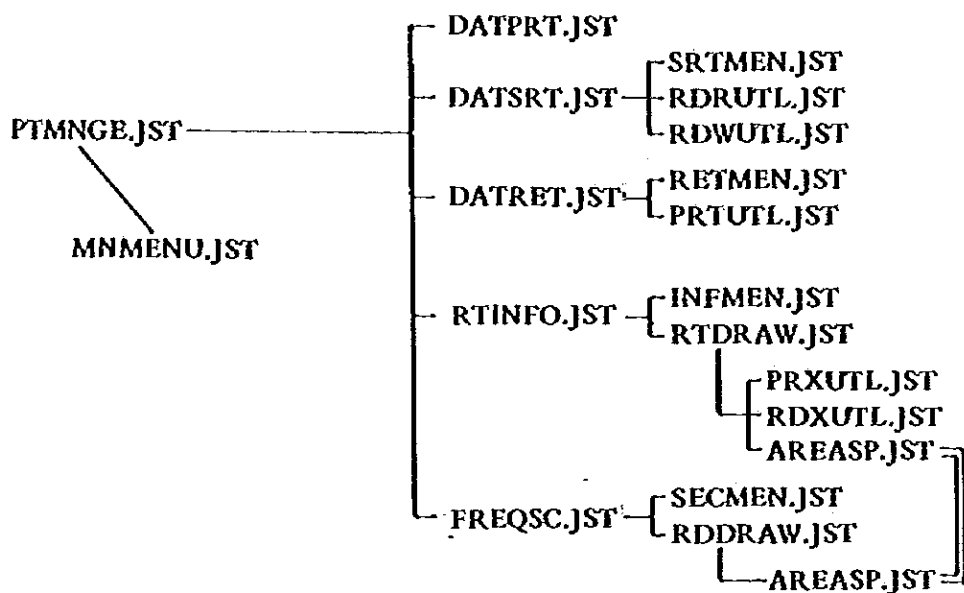 DATPRT.JST
SRTMEN.JST
DATSRT.JST
RDRUTL.JST
PTMNGE.JST
RDWUTL.JST
RETMEN.JST
DATRET.JST
PRTUTL.JST
MNMENU.JST
INFMEN.JST
RTINFO.JST
RTDRAW.JST
PRXUTL.JST
RDXUTL.JST
AREASP.JST
SECMEN.JST
FREQSC.JST
RDDRAW.JST
AREASP.JST